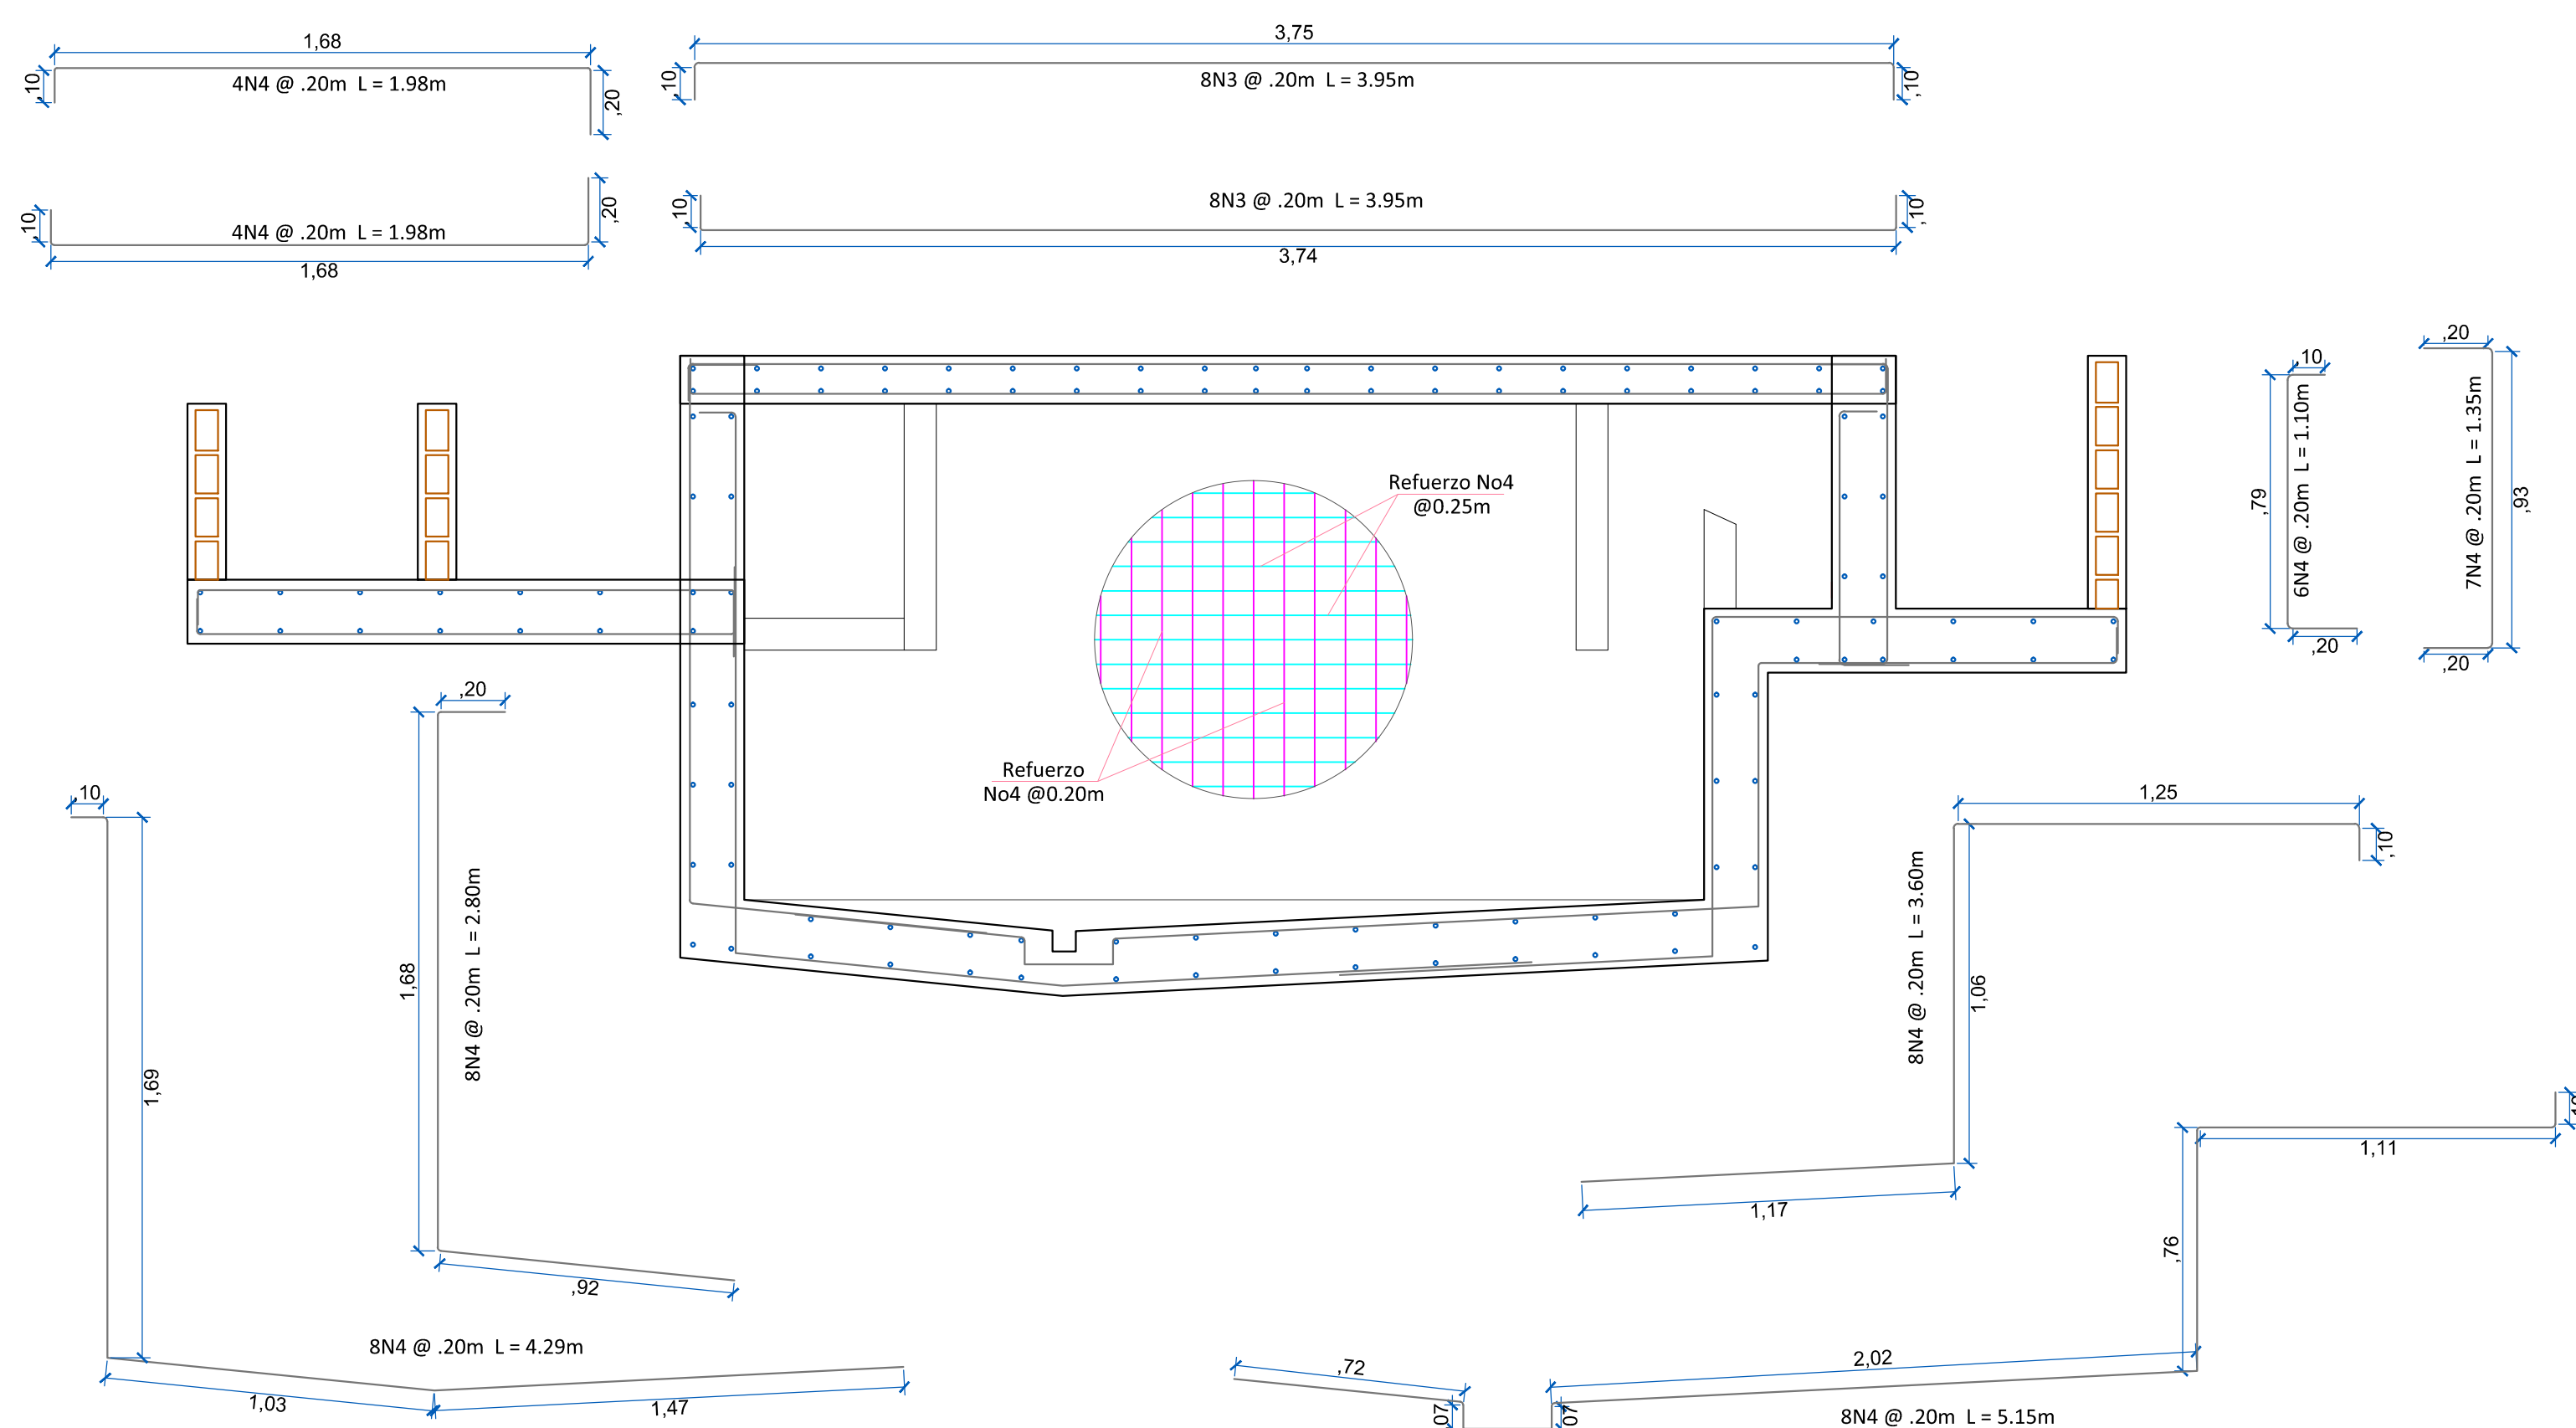 1,68
3,75
,10
4N4 @ .20m  L = 1.98m
,20
,10
8N3 @ .20m  L = 3.95m
,10
,10
4N4 @ .20m  L = 1.98m
,20
1,68
,10
8N3 @ .20m  L = 3.95m
,10
3,74
,20
,10
,79
6N4 @ .20m  L = 1.10m
,20
7N4 @ .20m  L = 1.35m
,93
,20
Refuerzo No4
@0.25m
Refuerzo
No4 @0.20m
,20
1,68
8N4 @ .20m  L = 2.80m
,92
,10
1,69
8N4 @ .20m  L = 4.29m
1,03
1,47
1,25
,10
8N4 @ .20m  L = 3.60m
1,06
1,17
1,11
,76
2,02
,72
,07
,07
8N4 @ .20m  L = 5.15m